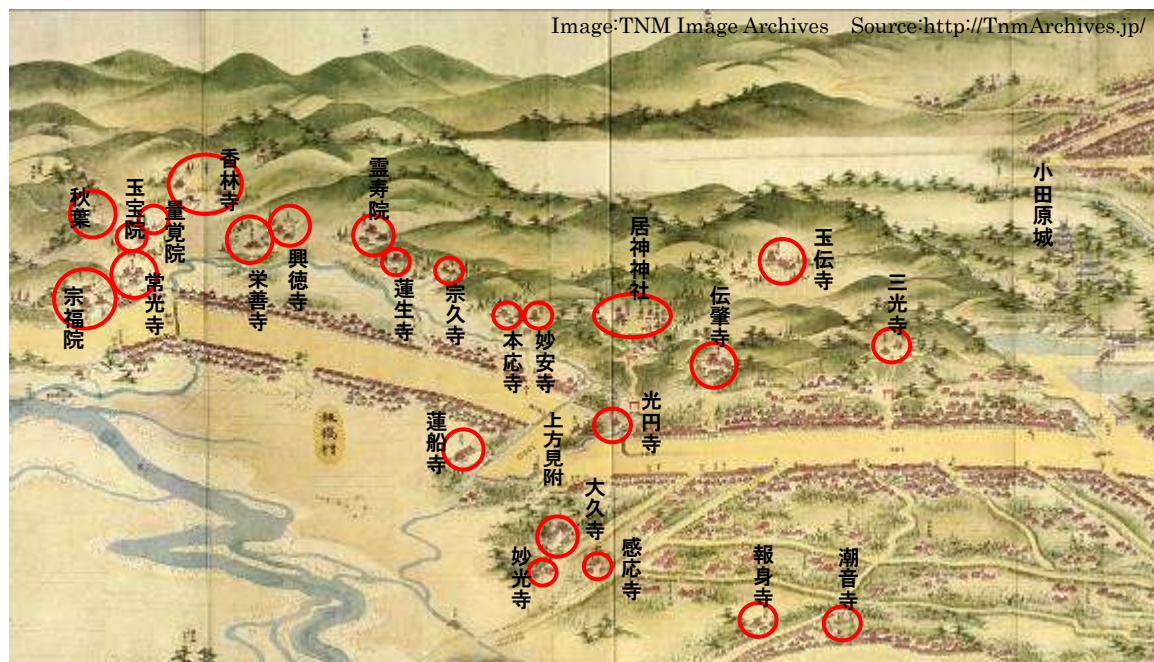 Image:TNM Image Archives Source:http://TnmArchives.jp/
秋葉
玉宝院
量覚院
香林寺
宗福院
常光寺
栄善寺
興徳寺
霊寿院
蓮生寺
宗久寺
本応寺
妙安寺
居神神社
伝肇寺
玉伝寺
三光寺
小田原城
蓮船寺
上方見附
光円寺
大久寺
妙光寺
感応寺
報身寺
潮音寺
板橋村